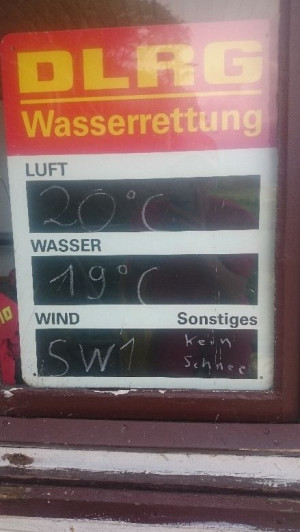 DLRG
Wasserrettung
LUFT
20°C
WASSER
19°C
WIND Sonstiges
SW1 Kein
Schnee